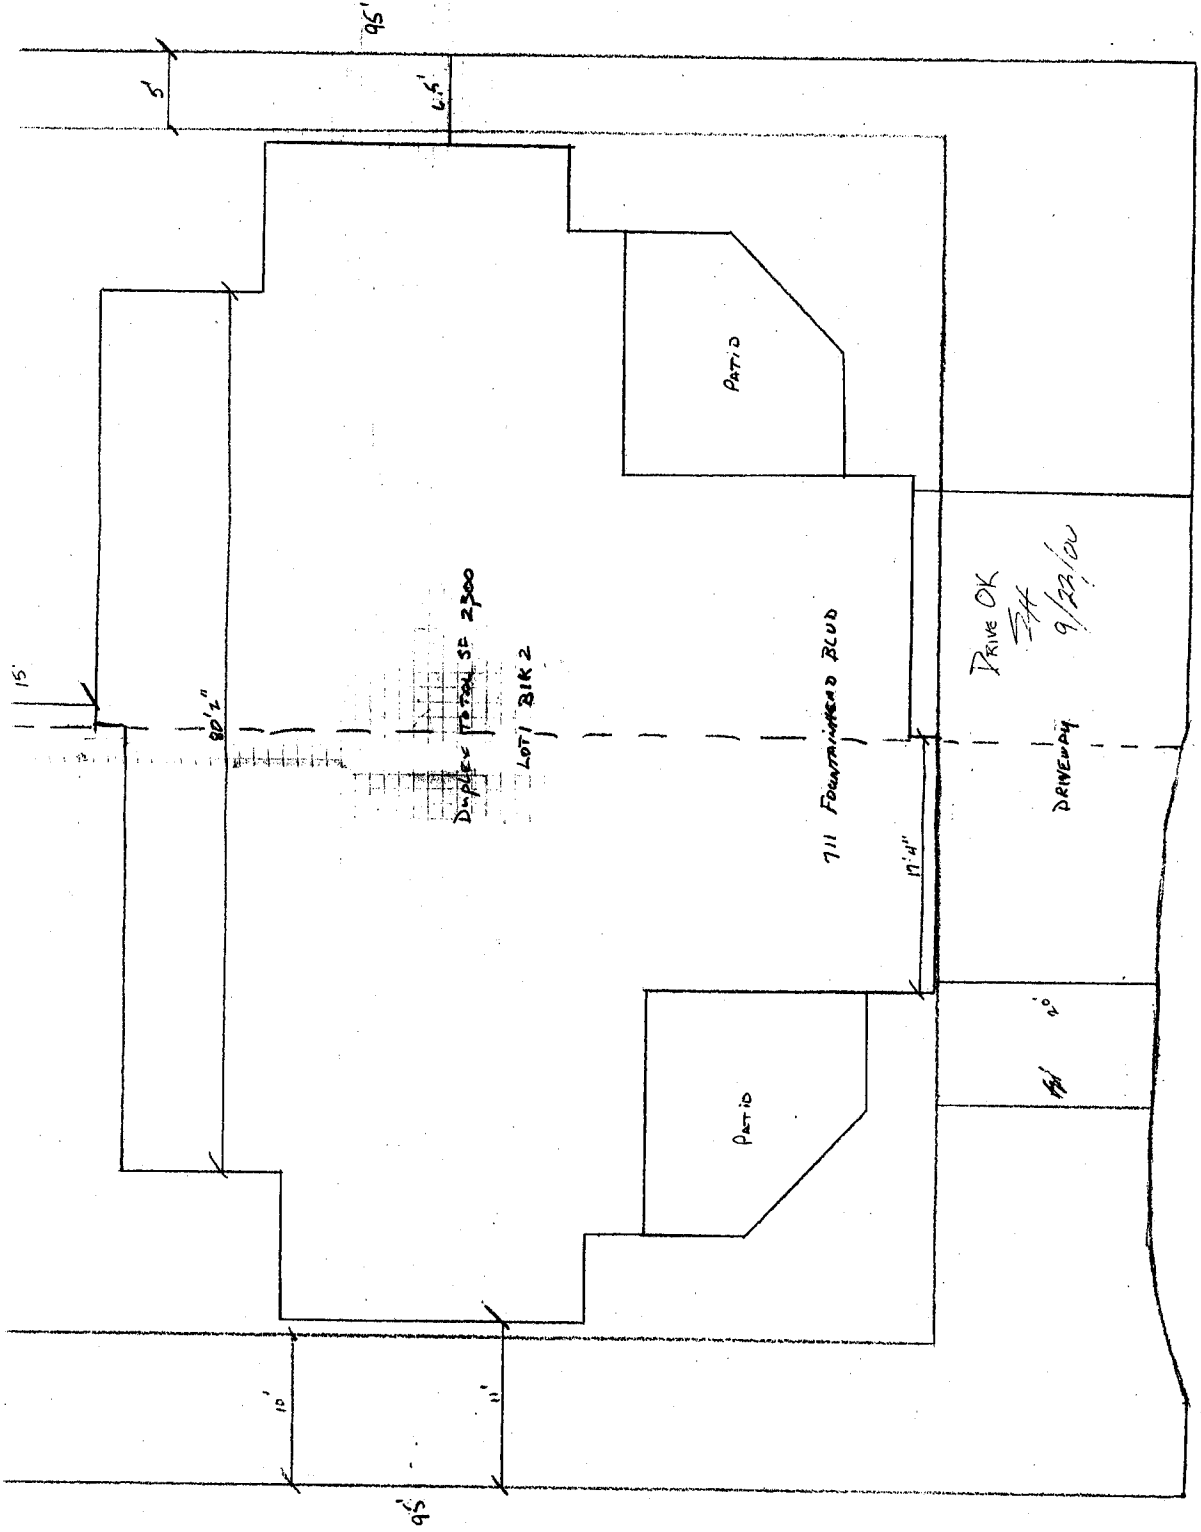 95'
5'
6.5'
15'
80'2"
PATIO
Duplex TOTAL SF 2300
LOT 1 BlK 2
711 FOUNTAINHEAD BLVD
DRIVE OK
9/22/00
DRIVEWAY
17'4"
PATIO
10'
11'
95'